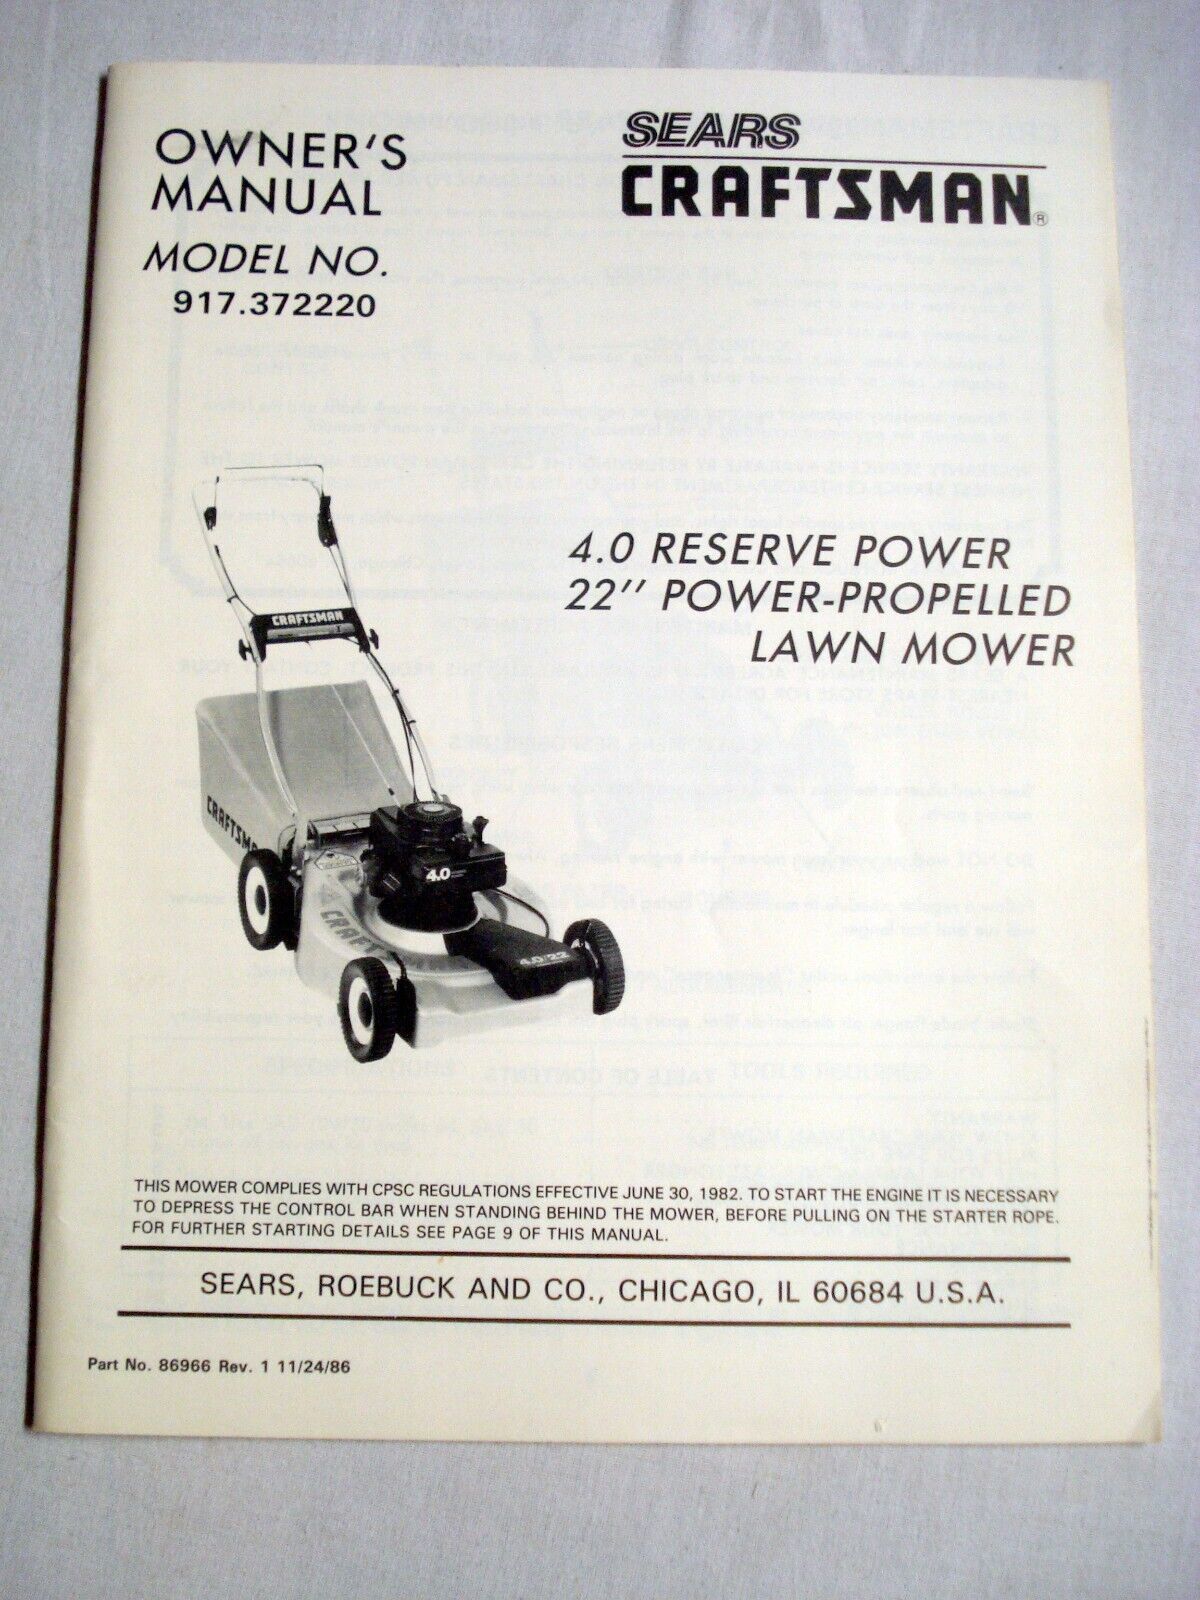 OWNER'S
MANUAL
MODEL NO.
917.372220
SEARS
CRAFTSMAN®
4.0 RESERVE POWER
22" POWER-PROPELLED
LAWN MOWER
CRAFTSMAN
CRAFTSMAN
4.0
CRAFT
4.0/22
THIS MOWER COMPLIES WITH CPSC REGULATIONS EFFECTIVE JUNE 30, 1982. TO START THE ENGINE IT IS NECESSARY
TO DEPRESS THE CONTROL BAR WHEN STANDING BEHIND THE MOWER, BEFORE PULLING ON THE STARTER ROPE.
FOR FURTHER STARTING DETAILS SEE PAGE 9 OF THIS MANUAL.
SEARS, ROEBUCK AND CO., CHICAGO, IL 60684 U.S.A.
Part No. 86966 Rev. 1 11/24/86